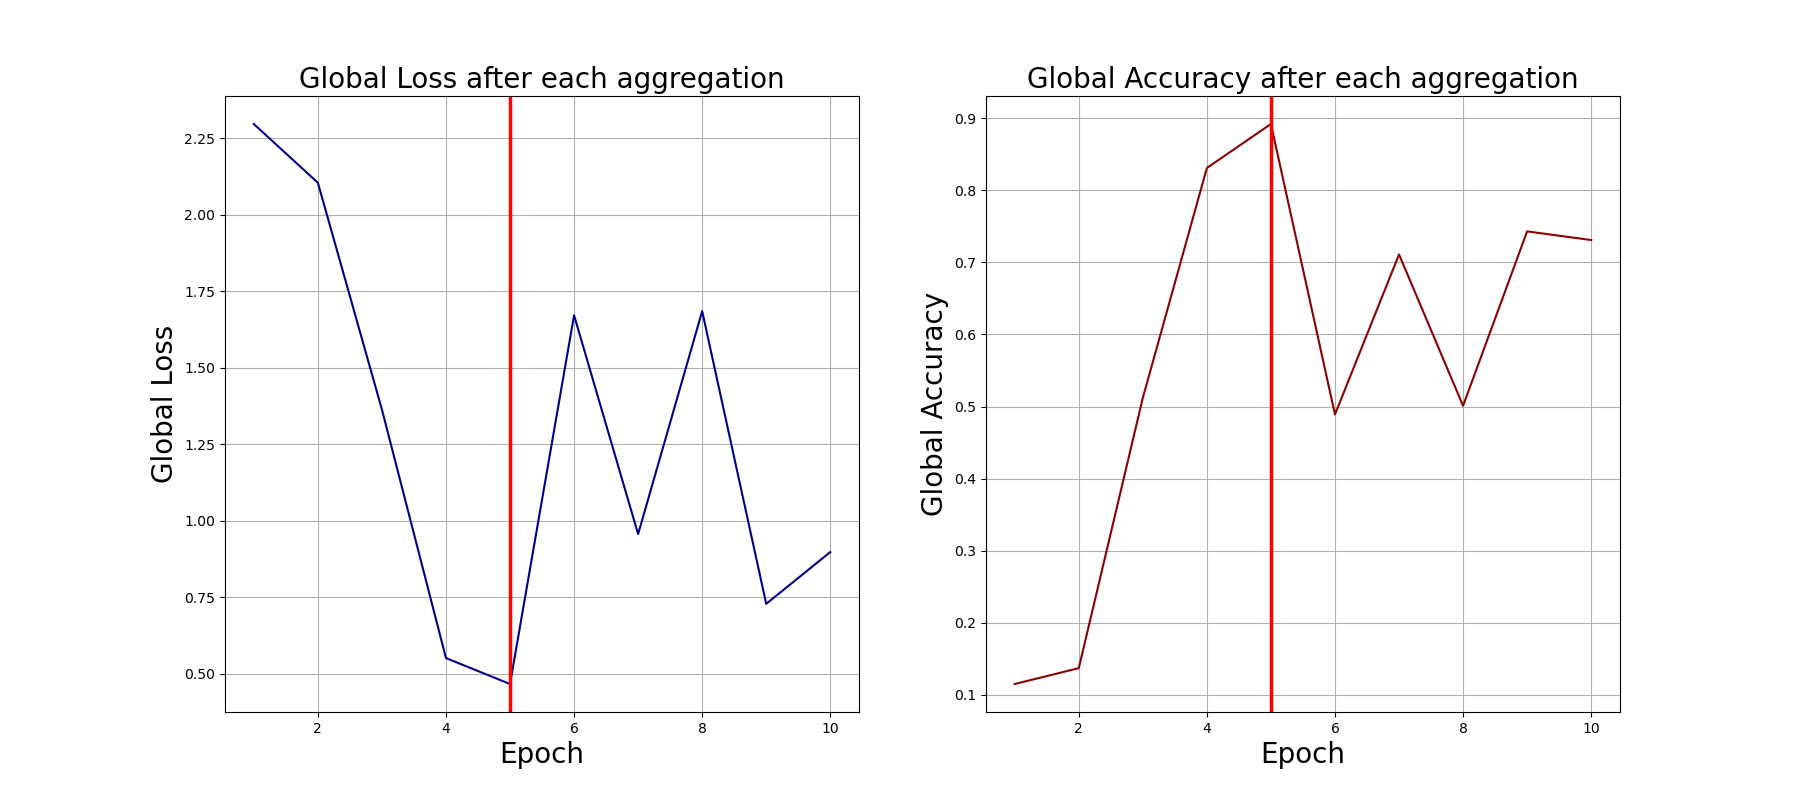 Global Loss after each aggregation
Global Loss
2.25
2.00
1.75
1.50
1.25
1.00
0.75
0.50
2 4 6 8 10
Epoch
Global Accuracy after each aggregation
Global Accuracy
0.9
0.8
0.7
0.6
0.5
0.4
0.3
0.2
0.1
2 4 6 8 10
Epoch